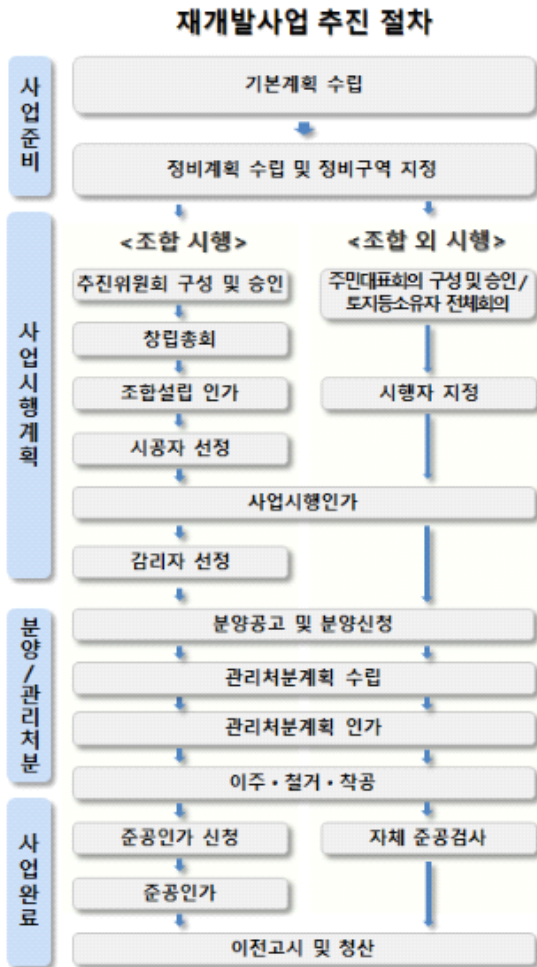 재개발사업 추진 절차
사업준비
기본계획 수립
정비계획 수립 및 정비구역 지정
사업시행계획
<조합 시행>
<조합 외 시행>
추진위원회 구성 및 승인
주민대표회의 구성 및 승인/
토지등소유자 전체회의
창립총회
조합설립 인가
시행자 지정
시공자 선정
사업시행인가
감리자 선정
분양/관리처분
분양공고 및 분양신청
관리처분계획 수립
관리처분계획 인가
이주·철거·착공
사업완료
준공인가 신청
자체 준공검사
준공인가
이전고시 및 청산